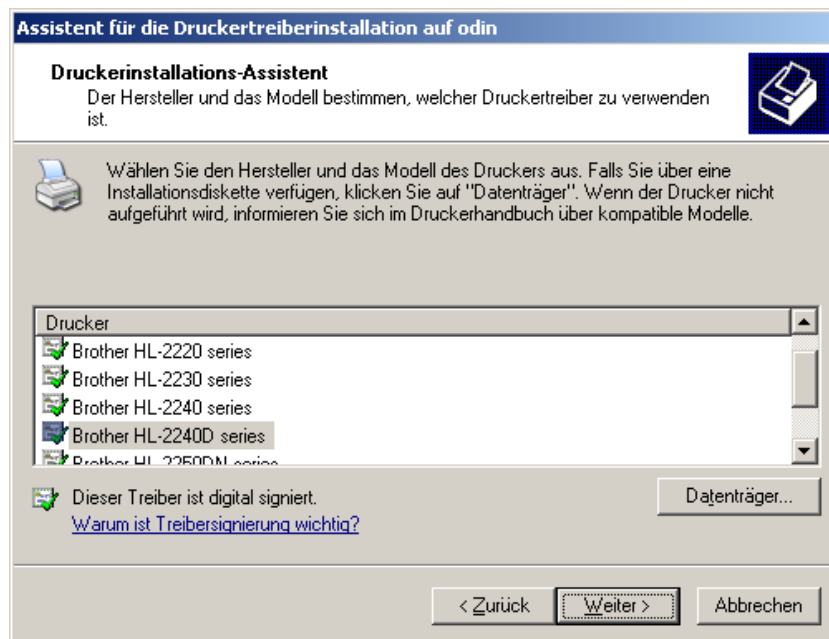 Assistent für die Druckertreiberinstallation auf odin
Druckerinstallations-Assistent
Der Hersteller und das Modell bestimmen, welcher Druckertreiber zu verwenden
ist.
Wählen Sie den Hersteller und das Modell des Druckers aus. Falls Sie über eine
Installationsdiskette verfügen, klicken Sie auf "Datenträger". Wenn der Drucker nicht
aufgeführt wird, informieren Sie sich im Druckerhandbuch über kompatible Modelle.
Drucker
Brother HL-2220 series
Brother HL-2230 series
Brother HL-2240 series
Brother HL-2240D series
Brother HL-2250DN series
Dieser Treiber ist digital signiert.
Datenträger...
Warum ist Treibersignierung wichtig?
< Zurück
Weiter >
Abbrechen